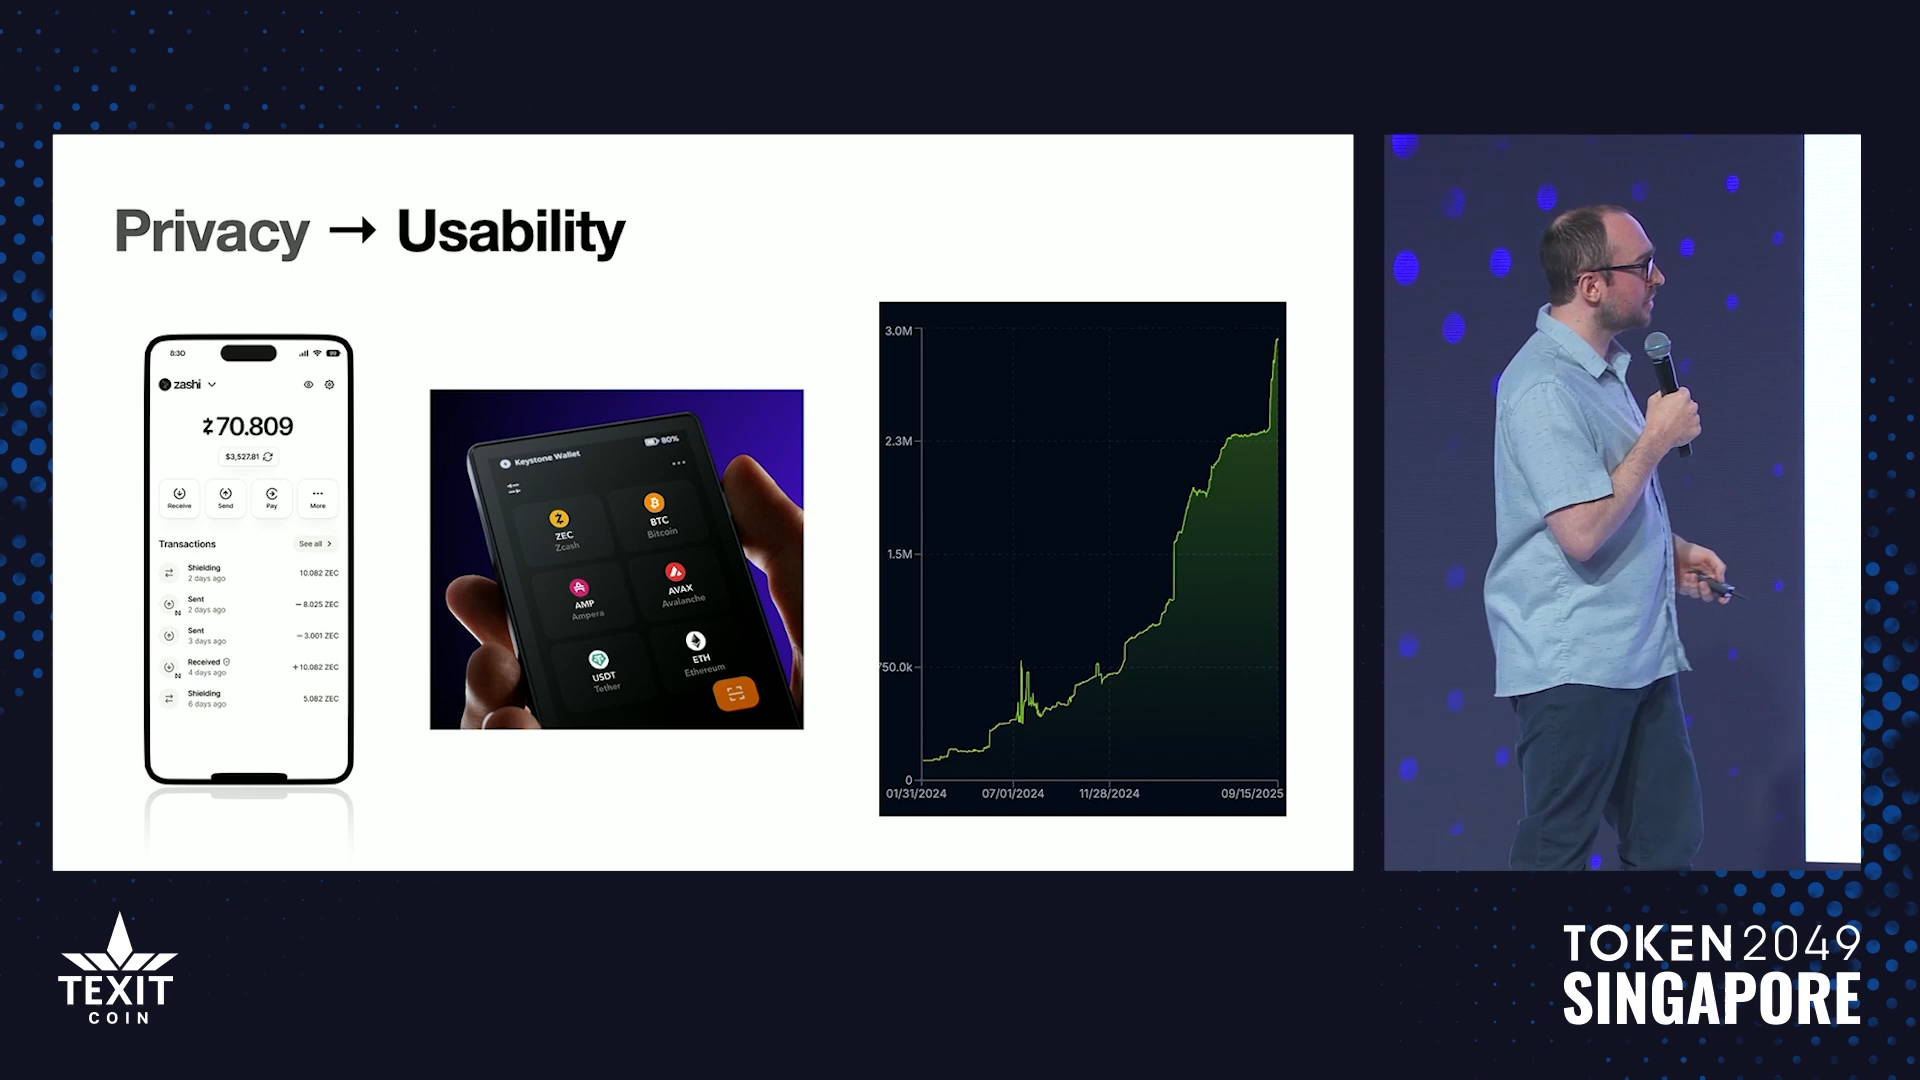 Privacy → Usability
8:30
zashi
70.809
$3,527.81
Receive
Send
Pay
More
Transactions
See all >
Shielding
2 days ago
10.082 ZEC
Sent
2 days ago
– 8.025 ZEC
Sent
3 days ago
– 3.001 ZEC
Received
4 days ago
+10.082 ZEC
Shielding
6 days ago
5.082 ZEC
80%
Keystone Wallet
ZEC
Zcash
BTC
Bitcoin
AMP
Ampera
AVAX
Avalanche
USDT
Tether
ETH
Ethereum
3.0M
2.3M
1.5M
750.0k
0
01/31/2024 07/01/2024 11/28/2024 09/15/2025
TEXIT
COIN
TOKEN2049
SINGAPORE